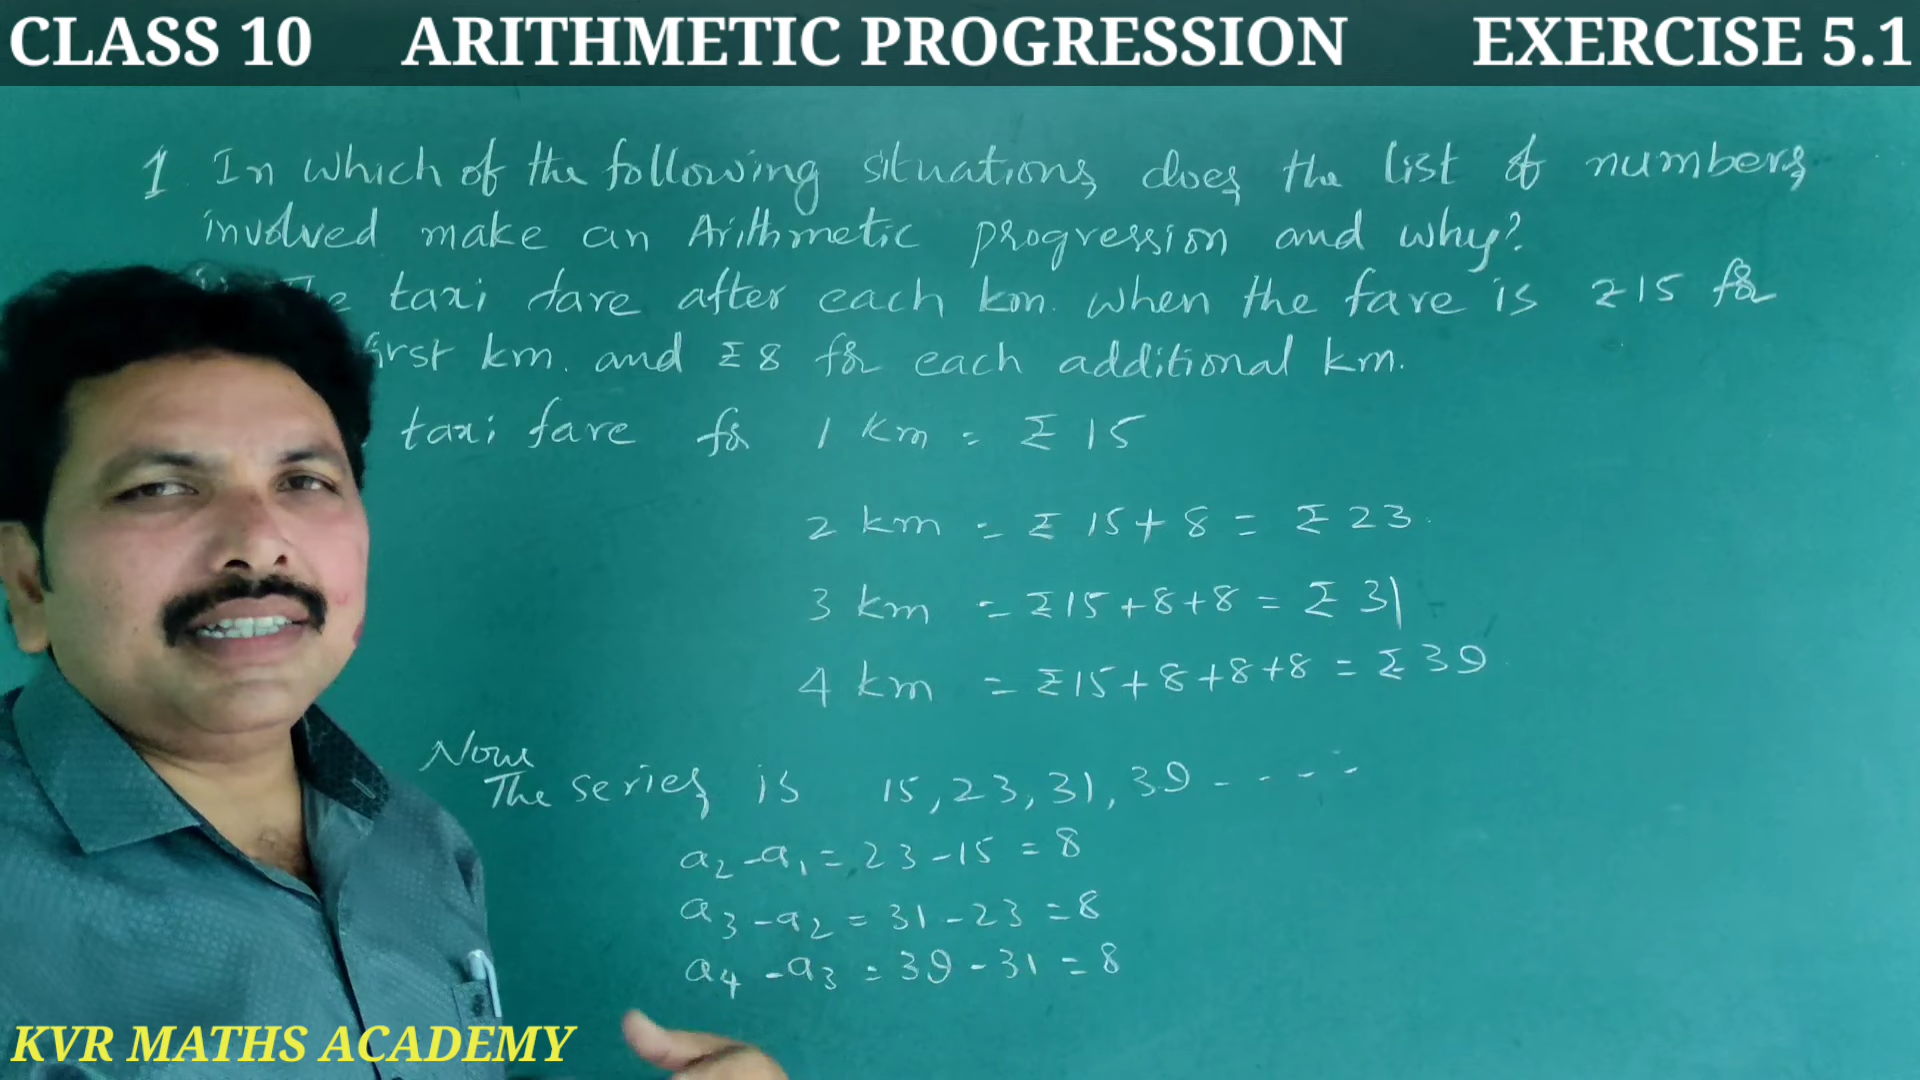 CLASS 10 ARITHMETIC PROGRESSION EXERCISE 5.1
1 In which of the following situations does the list of numbers
involved make an Arithmetic progression and why?
taxi fare after each km. when the fare is ₹15 for
first km. and ₹8 for each additional km.
taxi fare for 1 km = ₹15
2 km = ₹15+8 = ₹23
3 km = ₹15+8+8 = ₹31
4 km = ₹15+8+8+8 = ₹39
Now
The series is 15, 23, 31, 39 - - - -
a2-a1 = 23-15 = 8
a3-a2 = 31-23 = 8
a4-a3 = 39-31 = 8
KVR MATHS ACADEMY